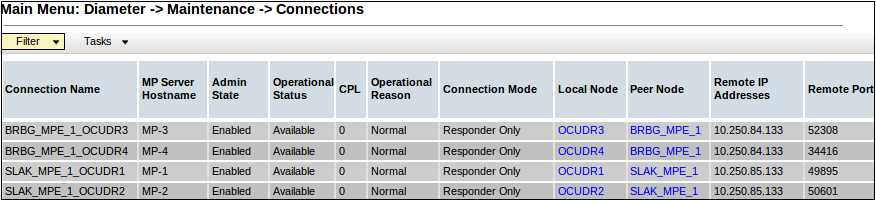 Main Menu: Diameter -> Maintenance -> Connections
Filter Tasks
Connection Name MP Server Hostname Admin State Operational Status CPL Operational Reason Connection Mode Local Node Peer Node Remote IP Addresses Remote Port
BRBG_MPE_1_OCUDR3 MP-3 Enabled Available 0 Normal Responder Only OCUDR3 BRBG_MPE_1 10.250.84.133 52308
BRBG_MPE_1_OCUDR4 MP-4 Enabled Available 0 Normal Responder Only OCUDR4 BRBG_MPE_1 10.250.84.133 34416
SLAK_MPE_1_OCUDR1 MP-1 Enabled Available 0 Normal Responder Only OCUDR1 SLAK_MPE_1 10.250.85.133 49895
SLAK_MPE_1_OCUDR2 MP-2 Enabled Available 0 Normal Responder Only OCUDR2 SLAK_MPE_1 10.250.85.133 50601